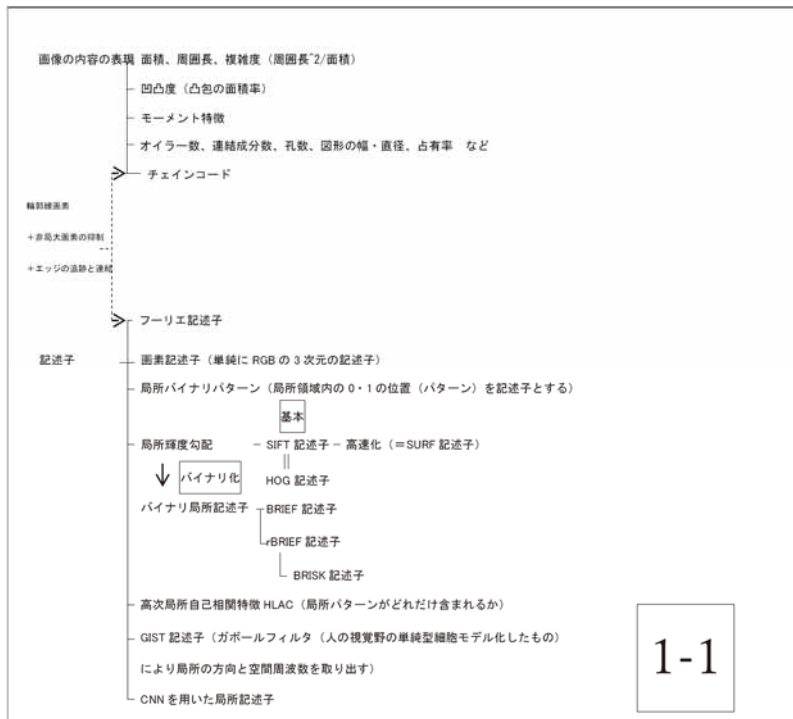 画像の内容の表現 面積、周囲長、複雑度（周囲長^2/面積）
凹凸度（凸包の面積率）
モーメント特徴
オイラー数、連結成分数、孔数、図形の幅・直径、占有率　など
チェインコード
輪郭線画素
＋非局大画素の抑制
＋エッジの追跡と連結
フーリエ記述子
記述子　画素記述子（単純に RGB の 3 次元の記述子）
局所バイナリパターン（局所領域内の 0・1 の位置（パターン）を記述子とする）
基本
局所輝度勾配　SIFT 記述子　高速化（＝SURF 記述子）
バイナリ化
HOG 記述子
バイナリ局所記述子　BRIEF 記述子
rBRIEF 記述子
BRISK 記述子
高次局所自己相関特徴 HLAC（局所パターンがどれだけ含まれるか）
GIST 記述子（ガボールフィルタ（人の視覚野の単純型細胞モデル化したもの）
により局所の方向と空間周波数を取り出す）
CNN を用いた局所記述子
1-1